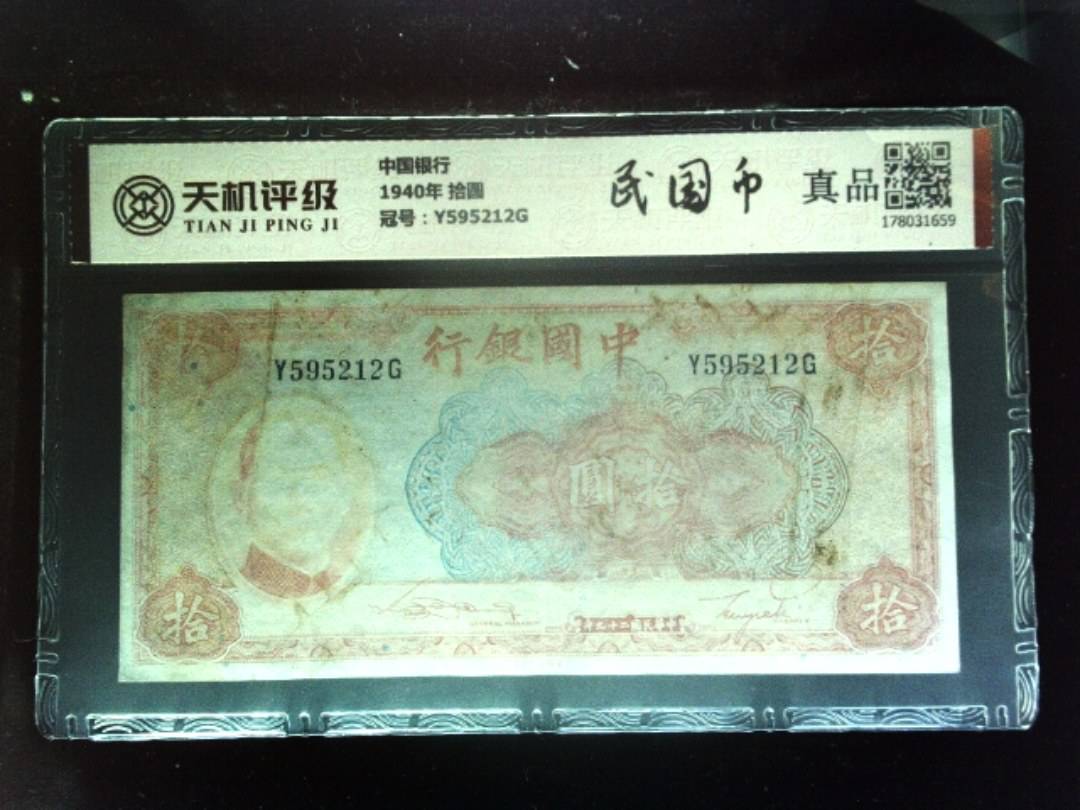 天机评级
TIAN JI PING JI
中国银行
1940年 拾圓
冠号：Y595212G
民国币
真品
178031659
行銀國中
拾
Y595212G
Y595212G
圓拾
拾
拾